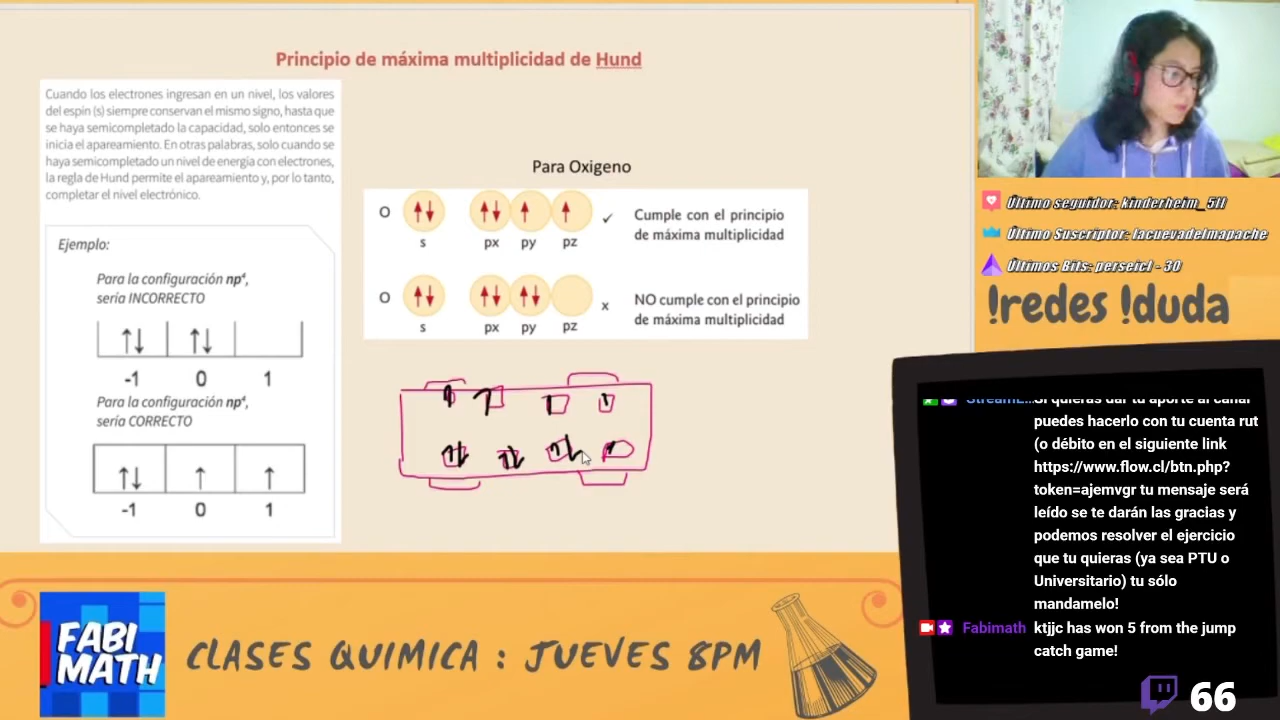 Principio de máxima multiplicidad de Hund
Cuando los electrones ingresan en un nivel, los valores
del espín (s) siempre conservan el mismo signo, hasta que
se haya semicompletado la capacidad, solo entonces se
inicia el apareamiento. En otras palabras, solo cuando se
haya semicompletado un nivel de energía con electrones,
la regla de Hund permite el apareamiento y, por lo tanto,
completar el nivel electrónico.
Ejemplo:
Para la configuración np⁴,
sería INCORRECTO
↑↓ ↑↓
-1 0 1
Para la configuración np⁴,
sería CORRECTO
↑↓ ↑ ↑
-1 0 1
Para Oxigeno
O ↑↓ ↑↓ ↑ ↑ ✓
s px py pz
Cumple con el principio
de máxima multiplicidad
O ↑↓ ↑↓ ↑↓ x
s px py pz
NO cumple con el principio
de máxima multiplicidad
Último seguidor: kinderheim_511
Último Suscriptor: lacuevadelmapache
Últimos Bits: perseicl - 30
!redes !duda
StreamE... Si quieras dar tu aporte al canal
puedes hacerlo con tu cuenta rut
(o débito en el siguiente link
https://www.flow.cl/btn.php?
token=ajemvgr tu mensaje será
leído se te darán las gracias y
podemos resolver el ejercicio
que tu quieras (ya sea PTU o
Universitario) tu sólo
mandamelo!
Fabimath ktjjc has won 5 from the jump
catch game!
66
FABI
MATH
CLASES QUIMICA : JUEVES 8PM